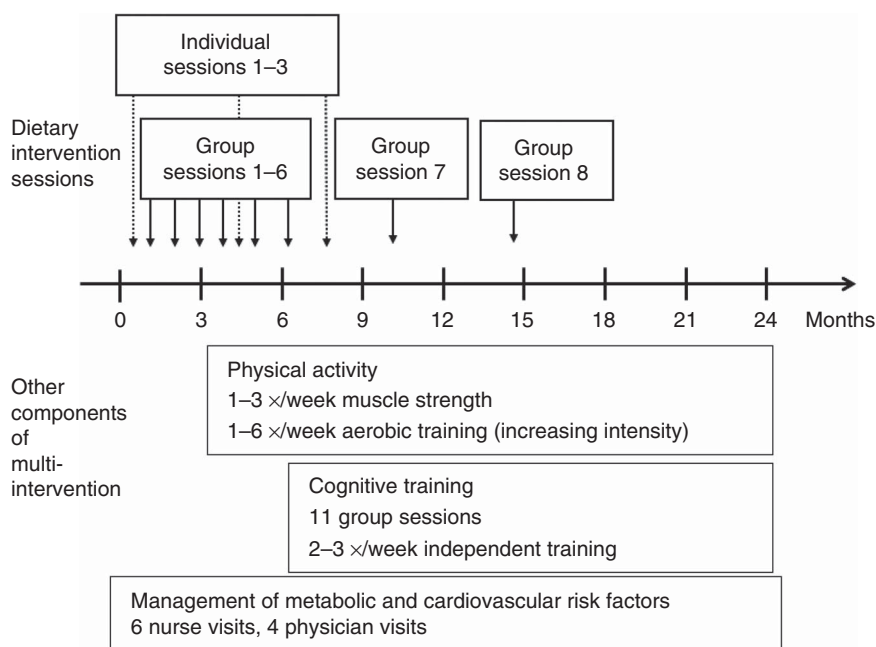 Individual
sessions 1–3
Dietary
intervention
sessions
Group
sessions 1–6
Group
session 7
Group
session 8
0 3 6 9 12 15 18 21 24 Months
Other
components
of
multi-
intervention
Physical activity
1–3 ×/week muscle strength
1–6 ×/week aerobic training (increasing intensity)
Cognitive training
11 group sessions
2–3 ×/week independent training
Management of metabolic and cardiovascular risk factors
6 nurse visits, 4 physician visits